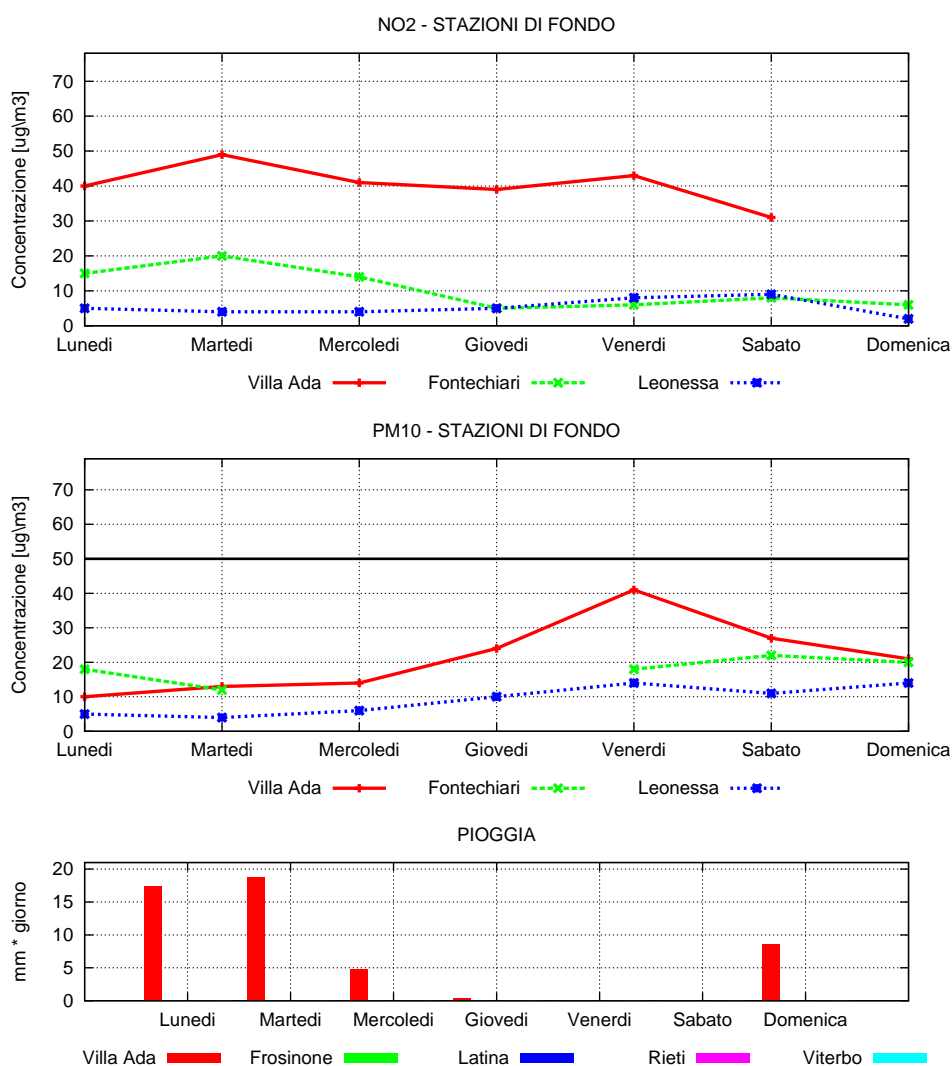 NO2 - STAZIONI DI FONDO
Concentrazione [ug\m3]
70
60
50
40
30
20
10
0
Lunedi Martedi Mercoledi Giovedi Venerdi Sabato Domenica
Villa Ada Fontechiari Leonessa
PM10 - STAZIONI DI FONDO
Concentrazione [ug\m3]
70
60
50
40
30
20
10
0
Lunedi Martedi Mercoledi Giovedi Venerdi Sabato Domenica
Villa Ada Fontechiari Leonessa
PIOGGIA
mm * giorno
20
15
10
5
0
Lunedi Martedi Mercoledi Giovedi Venerdi Sabato Domenica
Villa Ada Frosinone Latina Rieti Viterbo